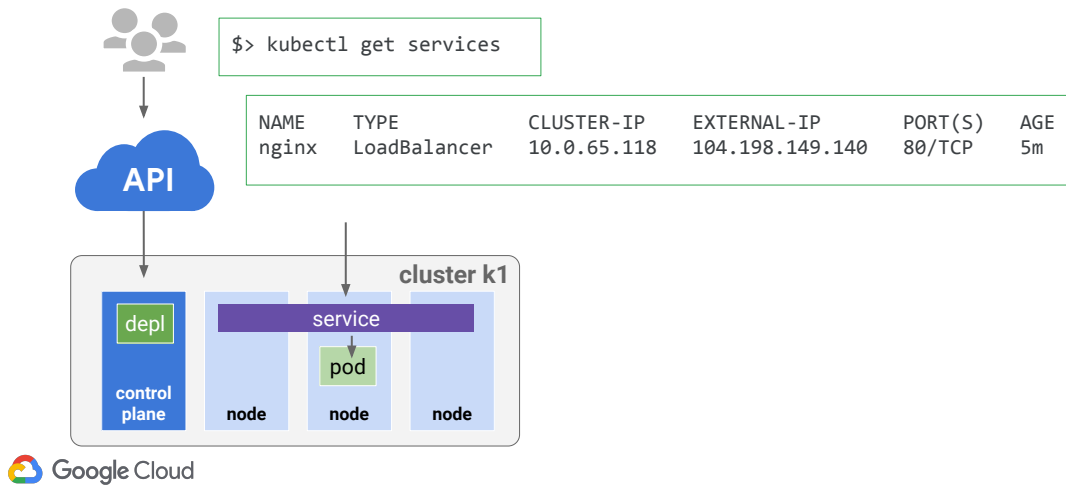 $> kubectl get services
NAME TYPE CLUSTER-IP EXTERNAL-IP PORT(S) AGE
nginx LoadBalancer 10.0.65.118 104.198.149.140 80/TCP 5m
API
cluster k1
depl
service
pod
control
plane
node
node
node
Google Cloud